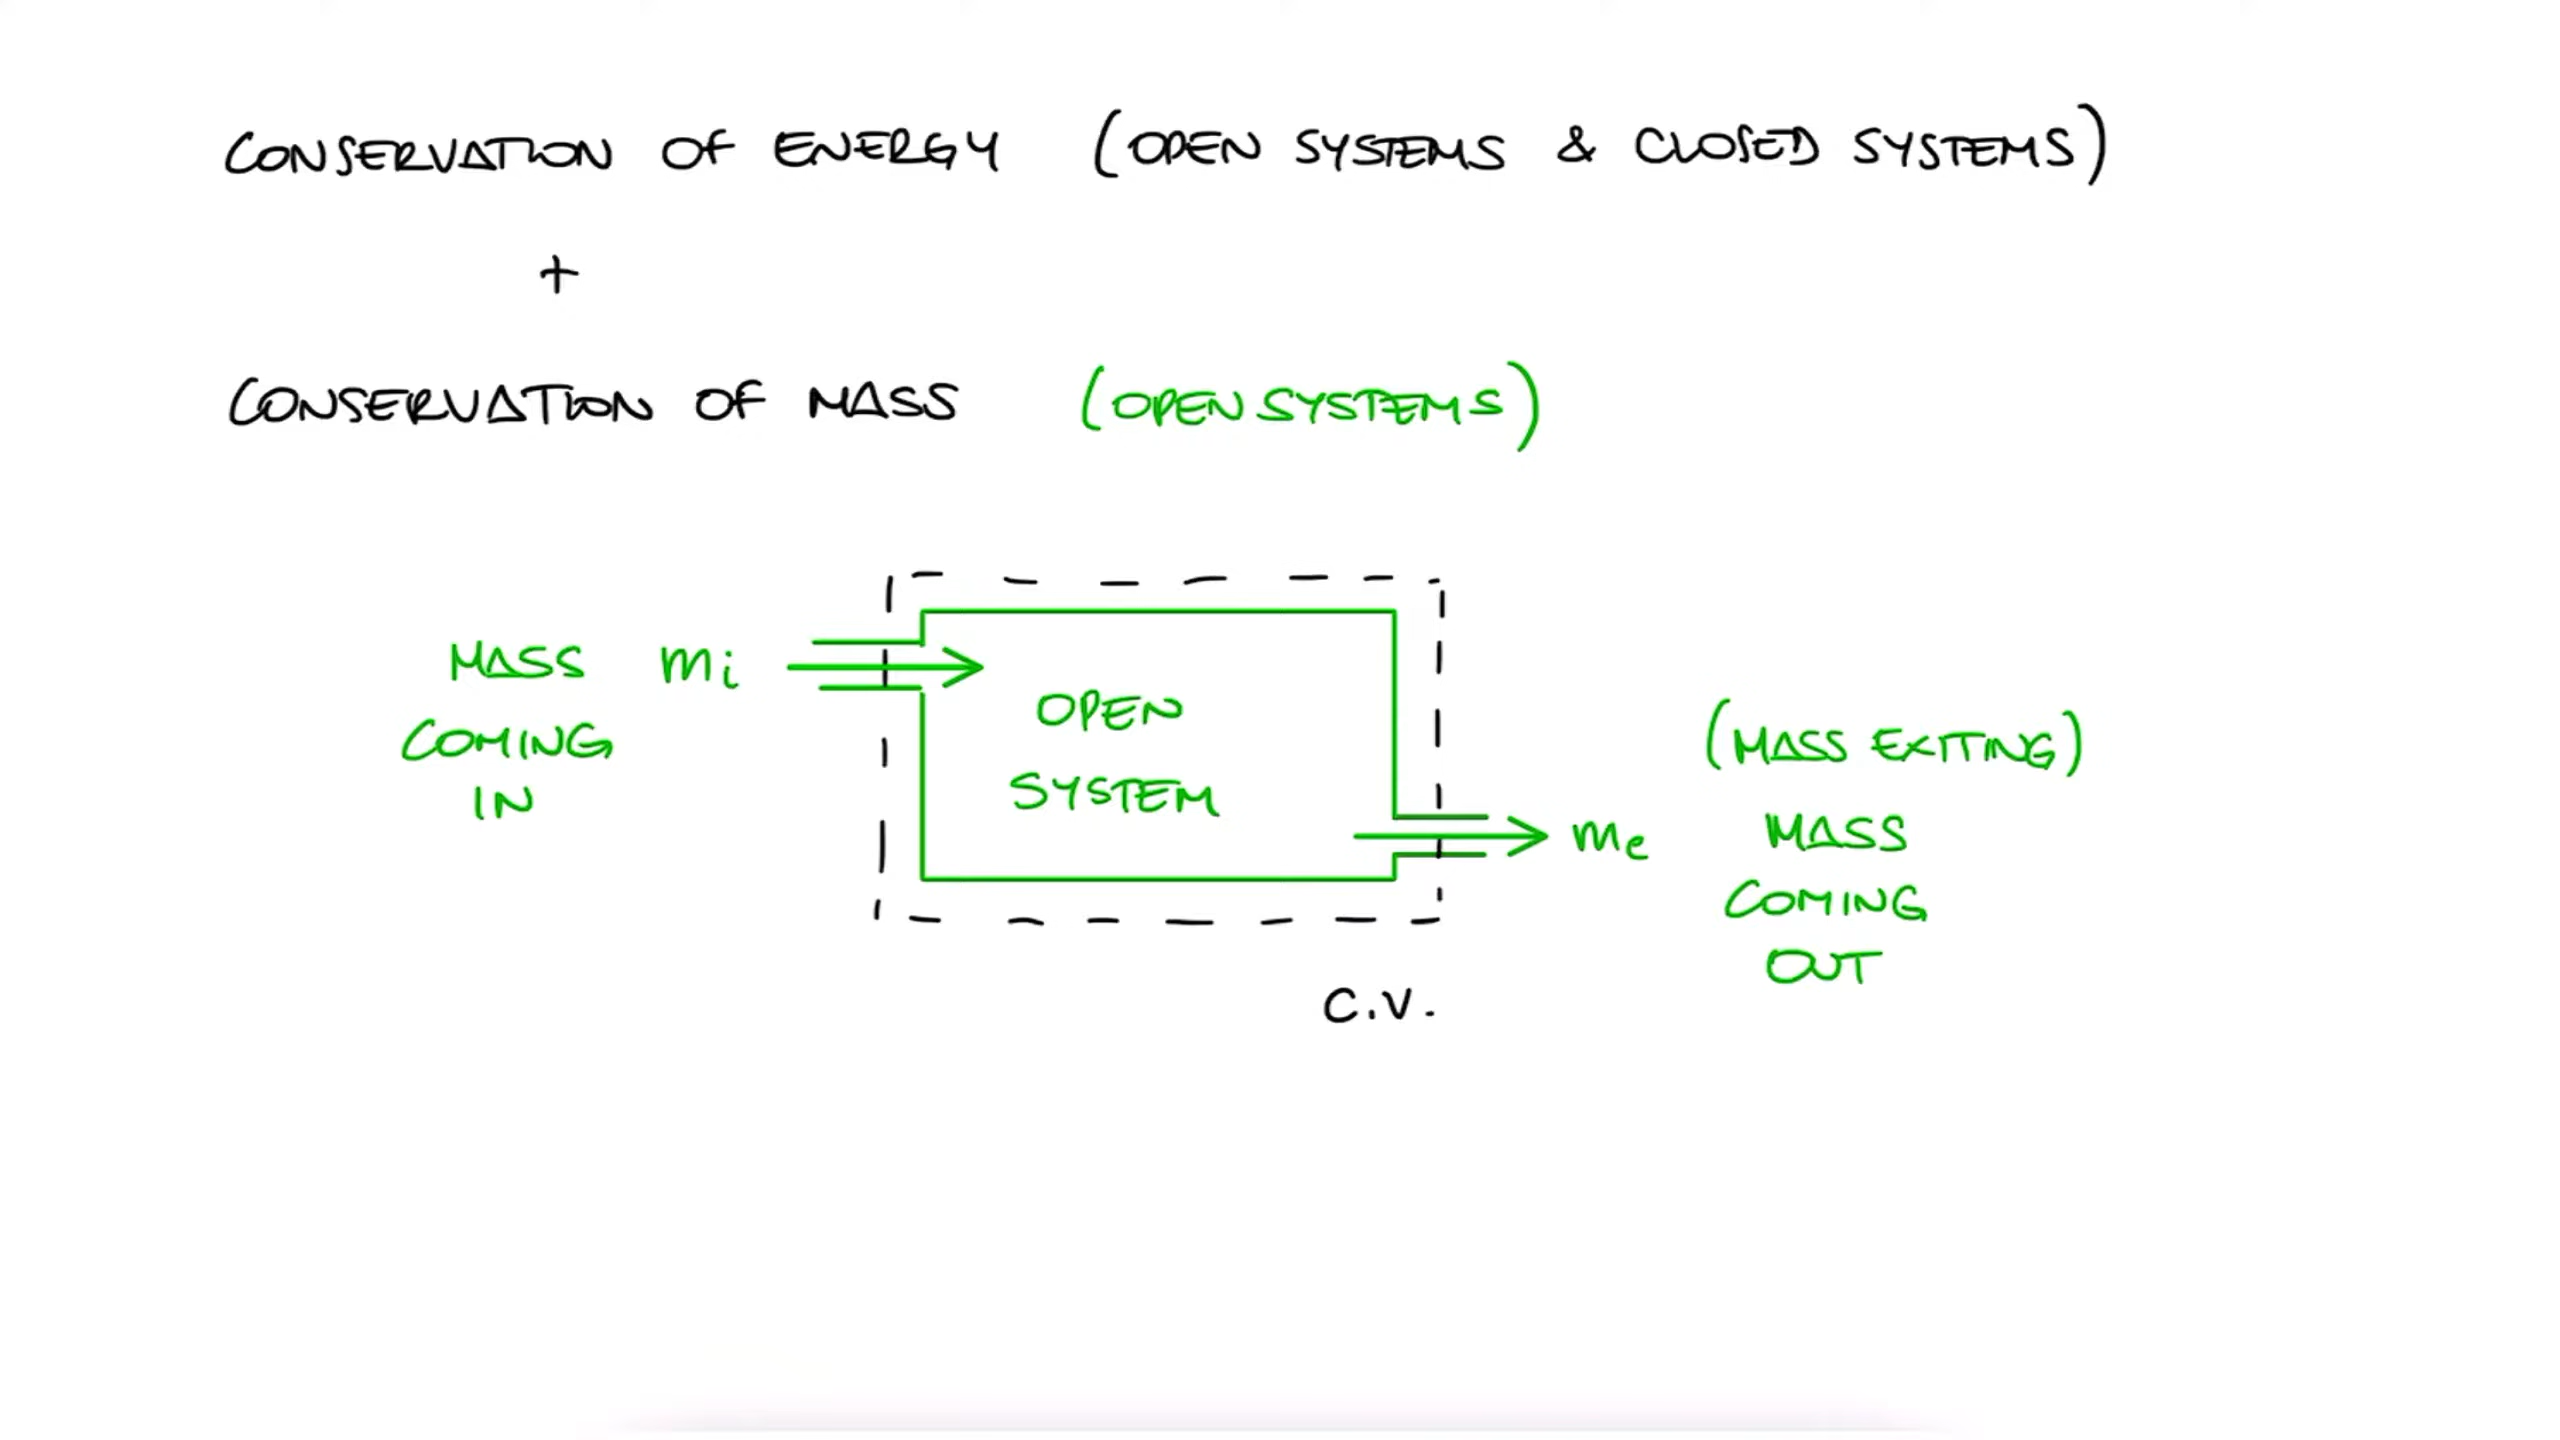 CONSERVATION OF ENERGY (OPEN SYSTEMS & CLOSED SYSTEMS)
+
CONSERVATION OF MASS (OPEN SYSTEMS)
MASS mi
COMING
IN
OPEN
SYSTEM
(MASS EXITING)
me MASS
COMING
OUT
C.V.